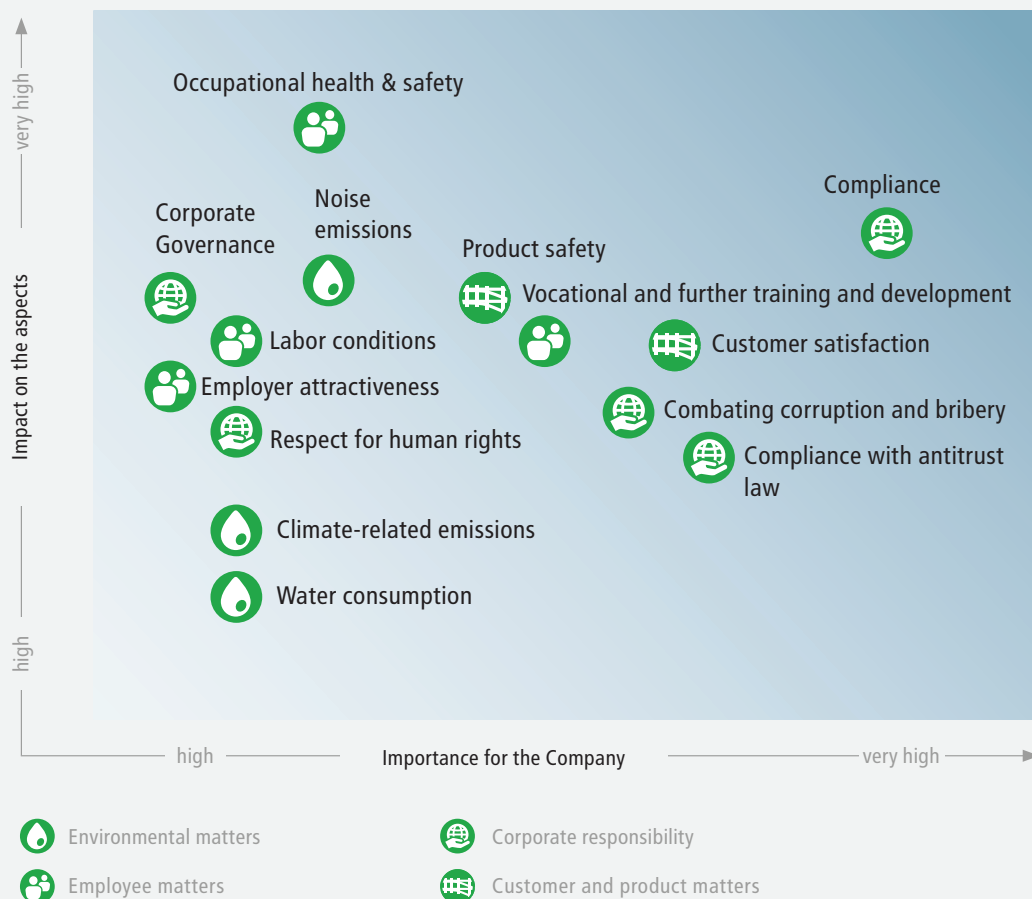 very high
Impact on the aspects
high
Occupational health & safety
Noise
emissions
Corporate
Governance
Compliance
Product safety
Vocational and further training and development
Labor conditions
Customer satisfaction
Employer attractiveness
Combating corruption and bribery
Respect for human rights
Compliance with antitrust
law
Climate-related emissions
Water consumption
high
Importance for the Company
very high
Environmental matters
Corporate responsibility
Employee matters
Customer and product matters